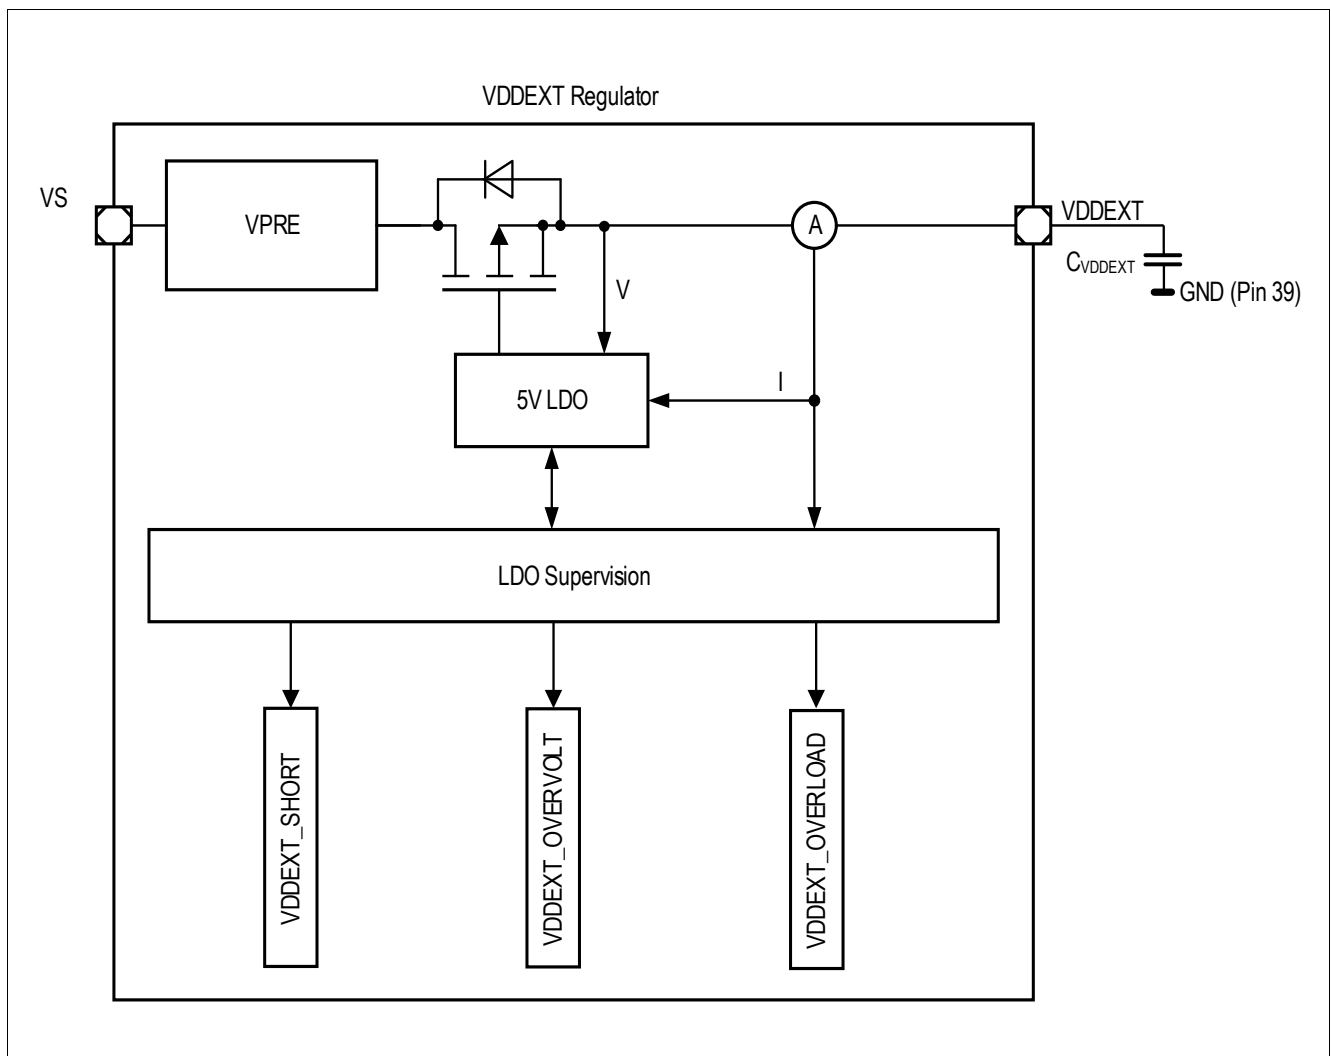 VDDEXT Regulator
VS
VPRE
A
VDDEXT
CVDDEXT
GND (Pin 39)
V
I
5V LDO
LDO Supervision
VDDEXT_SHORT
VDDEXT_OVERVOLT
VDDEXT_OVERLOAD